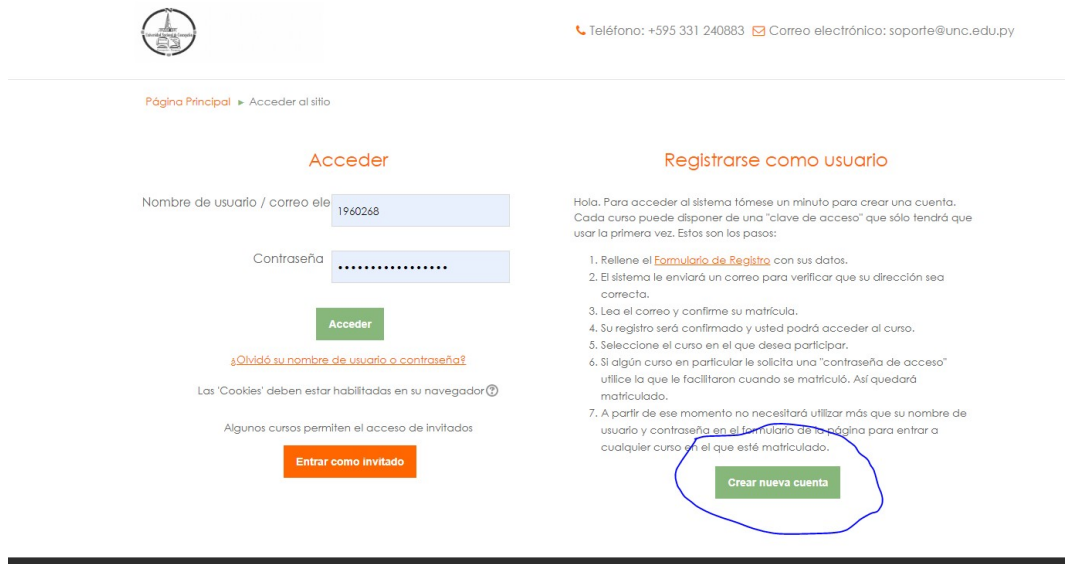 Teléfono: +595 331 240883 Correo electrónico: soporte@unc.edu.py
Página Principal ► Acceder al sitio
Acceder
Nombre de usuario / correo ele
1960268
Contraseña
•••••••••••••••••
Acceder
¿Olvidó su nombre de usuario o contraseña?
Las 'Cookies' deben estar habilitadas en su navegador
Algunos cursos permiten el acceso de invitados
Entrar como invitado
Registrarse como usuario
Hola. Para acceder al sistema tómese un minuto para crear una cuenta.
Cada curso puede disponer de una "clave de acceso" que sólo tendrá que
usar la primera vez. Estos son los pasos:
1. Rellene el Formulario de Registro con sus datos.
2. El sistema le enviará un correo para verificar que su dirección sea
correcta.
3. Lea el correo y confirme su matrícula.
4. Su registro será confirmado y usted podrá acceder al curso.
5. Seleccione el curso en el que desea participar.
6. Si algún curso en particular le solicita una "contraseña de acceso"
utilice la que le facilitaron cuando se matriculó. Así quedará
matriculado.
7. A partir de ese momento no necesitará utilizar más que su nombre de
usuario y contraseña en el formulario de la página para entrar a
cualquier curso en el que esté matriculado.
Crear nueva cuenta